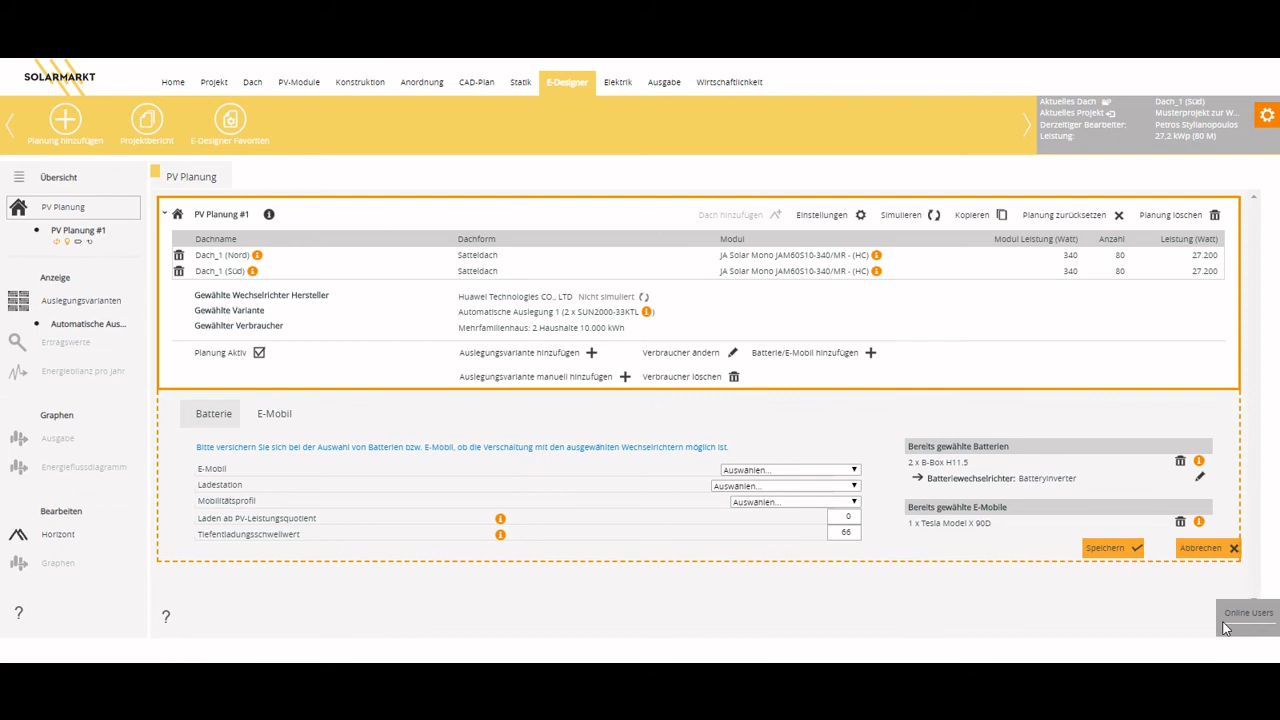 SOLARMARKT
Home Projekt Dach PV-Module Konstruktion Anordnung CAD-Plan Statik E-Designer Elektrik Ausgabe Wirtschaftlichkeit
Planung hinzufügen Projektbericht E-Designer Favoriten
Aktuelles Dach Dach_1 (Süd)
Aktuelles Projekt Musterprojekt zur W...
Derzeitiger Bearbeiter: Petros Stylianopoulos
Leistung: 27,2 kWp (80 M)
Übersicht
PV Planung
PV Planung #1
Anzeige
Auslegungsvarianten
Automatische Aus...
Ertragswerte
Energiebilanz pro Jahr
Graphen
Ausgabe
Energieflussdiagramm
Bearbeiten
Horizont
Graphen
?
PV Planung
PV Planung #1 Dach hinzufügen Einstellungen Simulieren Kopieren Planung zurücksetzen Planung löschen
Dachname Dachform Modul Modul Leistung (Watt) Anzahl Leistung (Watt)
Dach_1 (Nord) Satteldach JA Solar Mono JAM60S10-340/MR - (HC) 340 80 27.200
Dach_1 (Süd) Satteldach JA Solar Mono JAM60S10-340/MR - (HC) 340 80 27.200
Gewählte Wechselrichter Hersteller Huawei Technologies CO., LTD Nicht simuliert
Gewählte Variante Automatische Auslegung 1 (2 x SUN2000-33KTL )
Gewählter Verbraucher Mehrfamilienhaus: 2 Haushalte 10.000 kWh
Planung Aktiv Auslegungsvariante hinzufügen Verbraucher ändern Batterie/E-Mobil hinzufügen
Auslegungsvariante manuell hinzufügen Verbraucher löschen
Batterie E-Mobil
Bitte versichern Sie sich bei der Auswahl von Batterien bzw. E-Mobil, ob die Verschaltung mit den ausgewählten Wechselrichtern möglich ist.
E-Mobil Auswählen...
Ladestation Auswählen...
Mobilitätsprofil Auswählen...
Laden ab PV-Leistungsquotient 0
Tiefentladungsschwellwert 66
Bereits gewählte Batterien
2 x B-Box H11.5
Batteriewechselrichter: BatteryInverter
Bereits gewählte E-Mobile
1 x Tesla Model X 90D
Speichern Abbrechen
?
Online Users